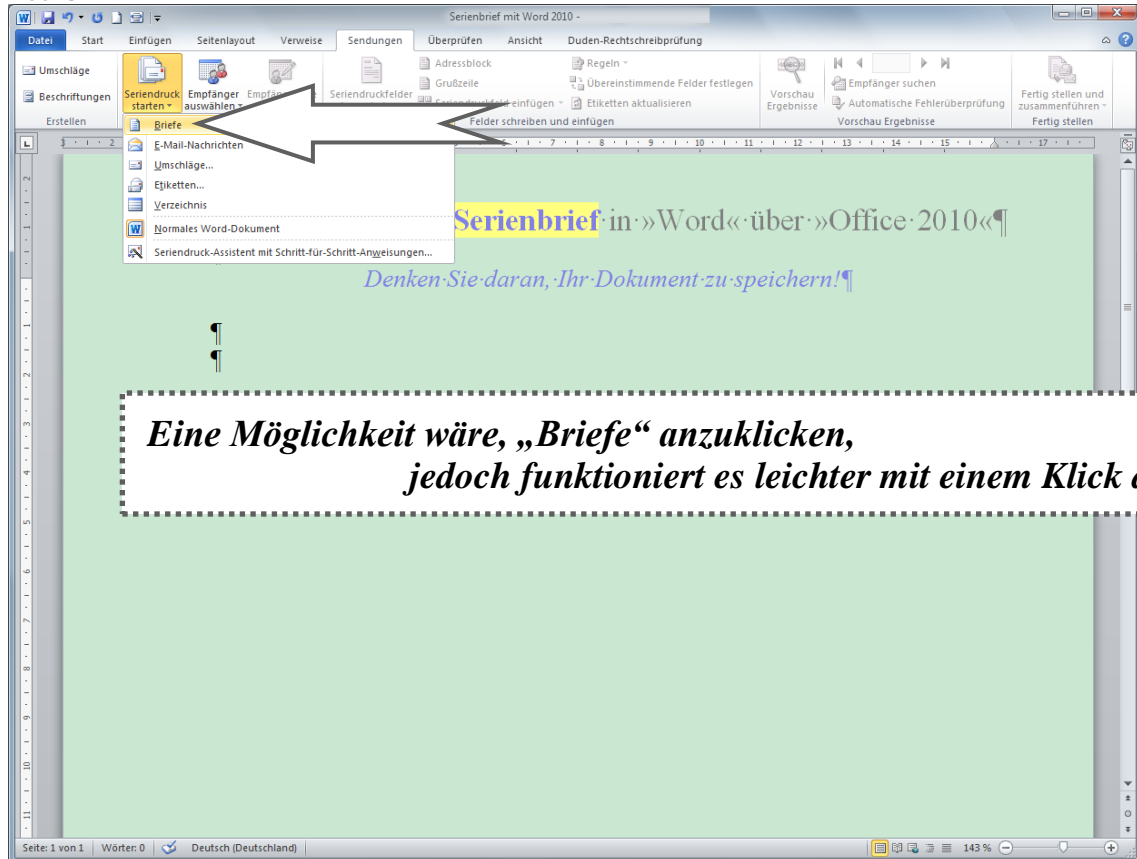 Serienbrief mit Word 2010 -
Datei Start Einfügen Seitenlayout Verweise Sendungen Überprüfen Ansicht Duden-Rechtschreibprüfung
Umschläge
Beschriftungen
Erstellen
Seriendruck starten
Empfänger auswählen
Seriendruckfelder
Adressblock
Grußzeile
einfügen
Regeln
Übereinstimmende Felder festlegen
Etiketten aktualisieren
Felder schreiben und einfügen
Vorschau Ergebnisse
Empfänger suchen
Automatische Fehlerüberprüfung
Vorschau Ergebnisse
Fertig stellen und zusammenführen
Fertig stellen
Briefe
E-Mail-Nachrichten
Umschläge...
Etiketten...
Verzeichnis
Normales Word-Dokument
Seriendruck-Assistent mit Schritt-für-Schritt-Anweisungen...
Serienbrief·in·»Word«·über·»Office·2010«¶
Denken·Sie·daran,·Ihr·Dokument·zu·speichern!¶
¶
¶
Eine Möglichkeit wäre, „Briefe“ anzuklicken,
jedoch funktioniert es leichter mit einem Klick
Seite: 1 von 1 Wörter: 0 Deutsch (Deutschland) 143 %